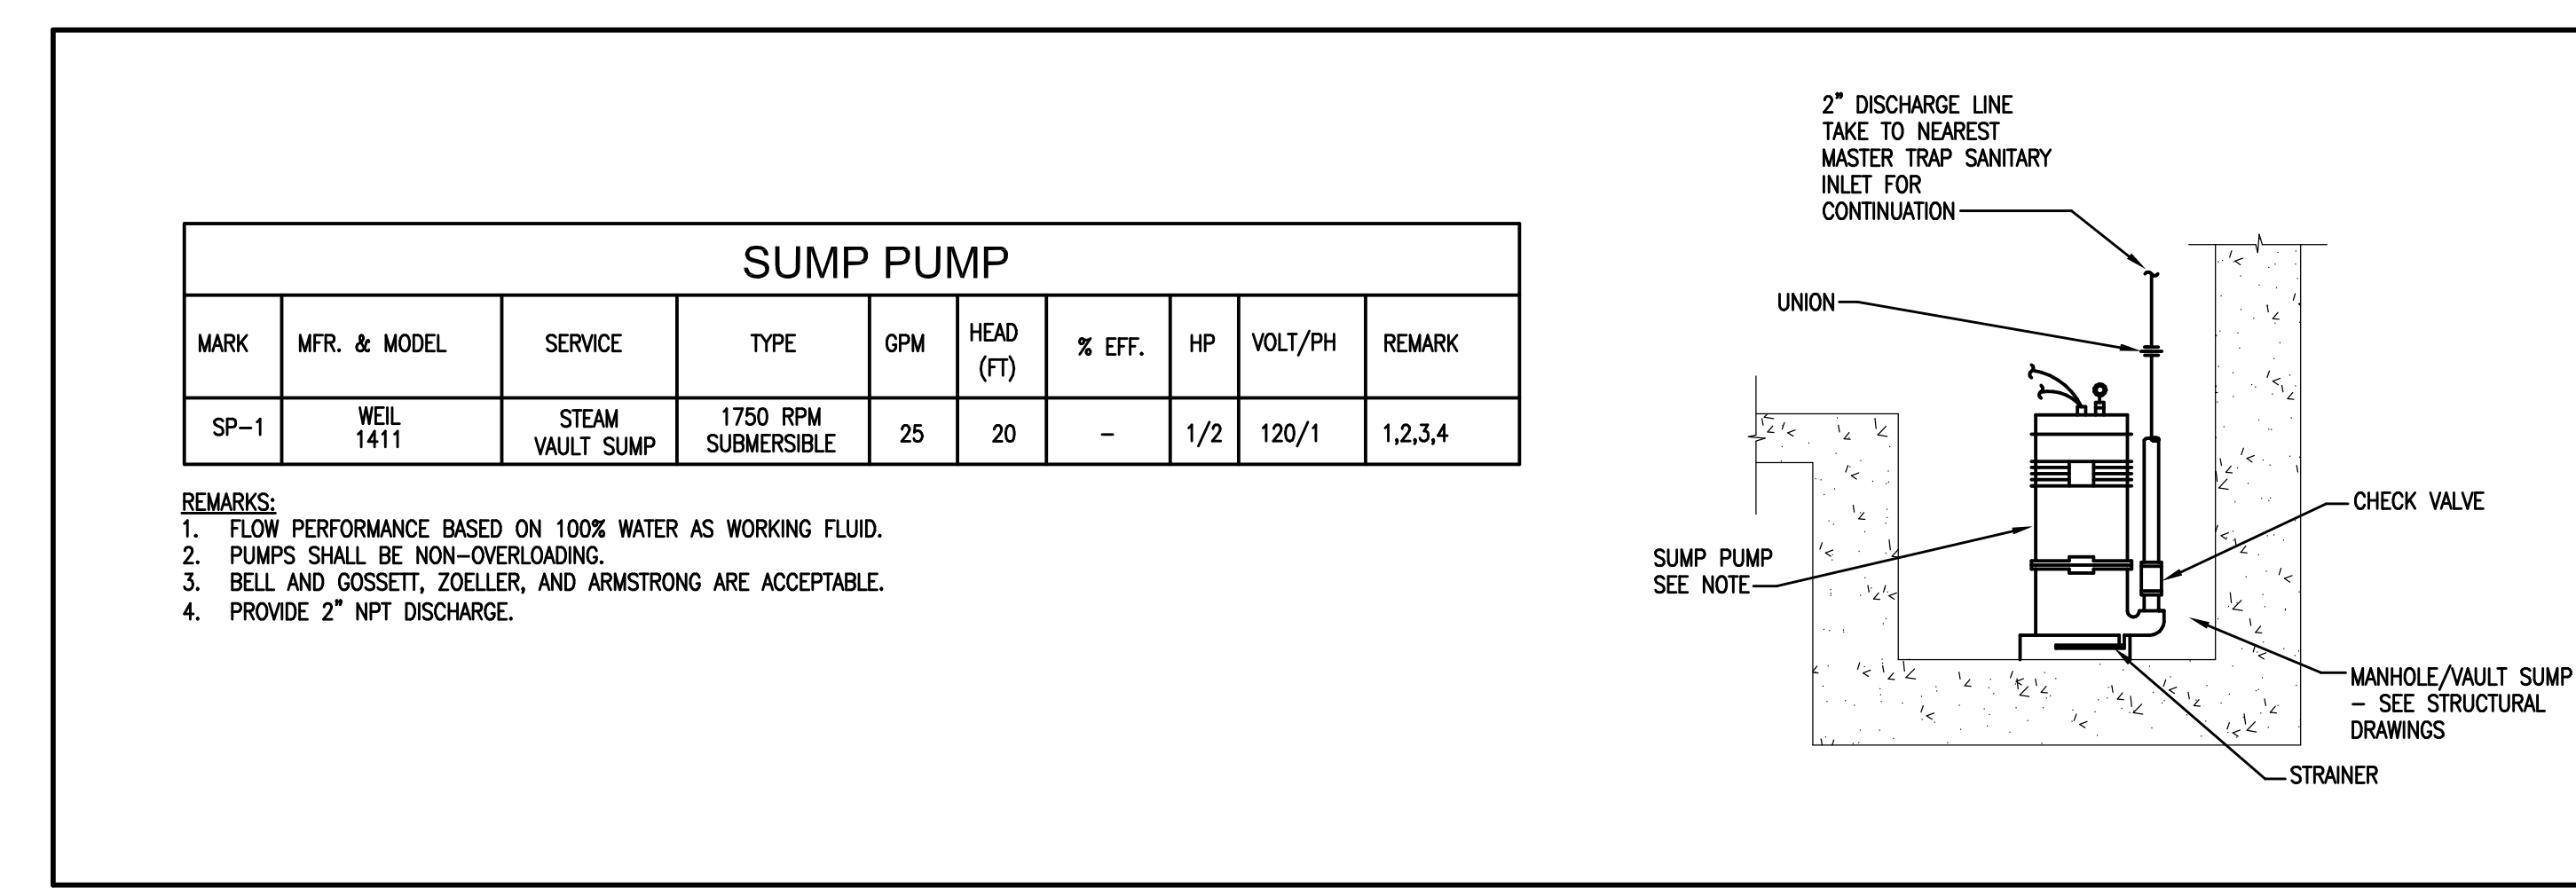 SUMP PUMP
MARK MFR. & MODEL SERVICE TYPE GPM HEAD (FT) % EFF. HP VOLT/PH REMARK
SP-1 WEIL 1411 STEAM VAULT SUMP 1750 RPM SUBMERSIBLE 25 20 - 1/2 120/1 1,2,3,4
REMARKS:
1. FLOW PERFORMANCE BASED ON 100% WATER AS WORKING FLUID.
2. PUMPS SHALL BE NON-OVERLOADING.
3. BELL AND GOSSETT, ZOELLER, AND ARMSTRONG ARE ACCEPTABLE.
4. PROVIDE 2" NPT DISCHARGE.
2" DISCHARGE LINE
TAKE TO NEAREST
MASTER TRAP SANITARY
INLET FOR
CONTINUATION
UNION
CHECK VALVE
SUMP PUMP
SEE NOTE
MANHOLE/VAULT SUMP
- SEE STRUCTURAL
DRAWINGS
STRAINER